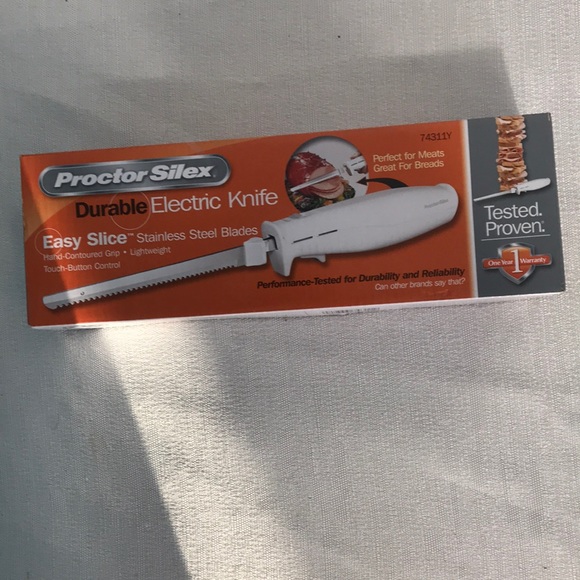 74311Y
Proctor Silex®
Durable Electric Knife
Easy Slice™ Stainless Steel Blades
Hand-Contoured Grip • Lightweight
Touch-Button Control
Perfect for Meats
Great For Breads
Proctor Silex
Performance-Tested for Durability and Reliability
Can other brands say that?
Tested.
Proven.
One Year 1 Warranty